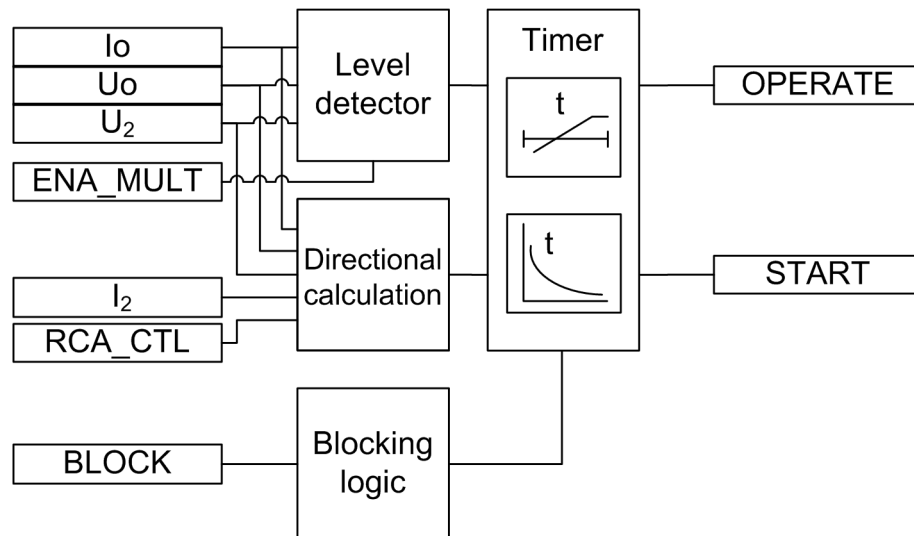 Io
Uo
U₂
ENA_MULT
I₂
RCA_CTL
BLOCK
Level
detector
Directional
calculation
Blocking
logic
Timer
t
t
OPERATE
START